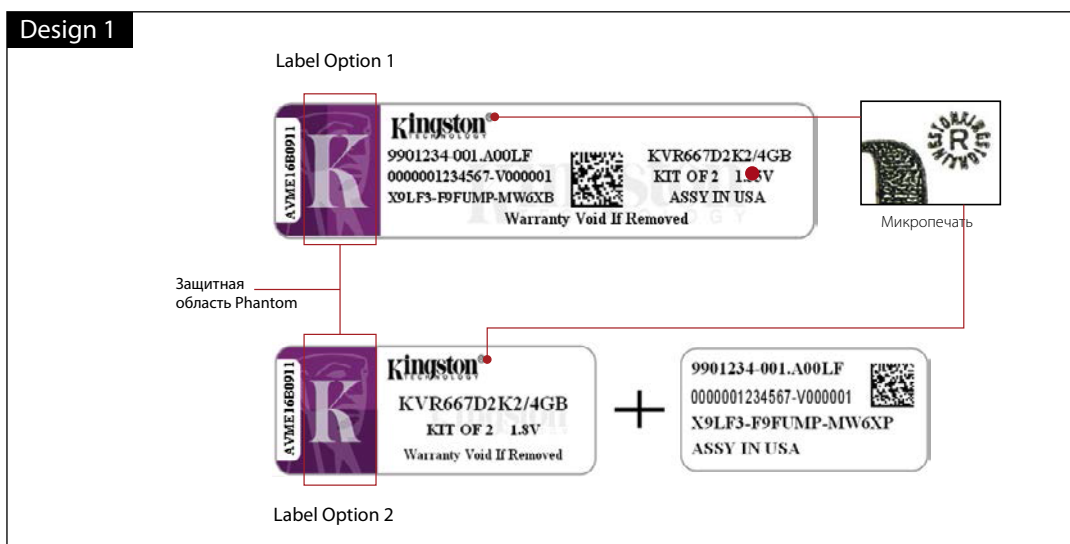 Design 1
Label Option 1
AVME16B0911
K
Kingston®
TECHNOLOGY
9901234-001.A00LF
0000001234567-V000001
X9LF3-F9FUMP-MW6XB
KVR667D2K2/4GB
KIT OF 2
ASSY IN USA
Warranty Void If Removed
KINGSTON KINGSTON
R
Микропечать
Защитная
область Phantom
AVME16B0911
K
Kingston®
TECHNOLOGY
KVR667D2K2/4GB
KIT OF 2 1.8V
Warranty Void If Removed
+
9901234-001.A00LF
0000001234567-V000001
X9LF3-F9FUMP-MW6XP
ASSY IN USA
Label Option 2